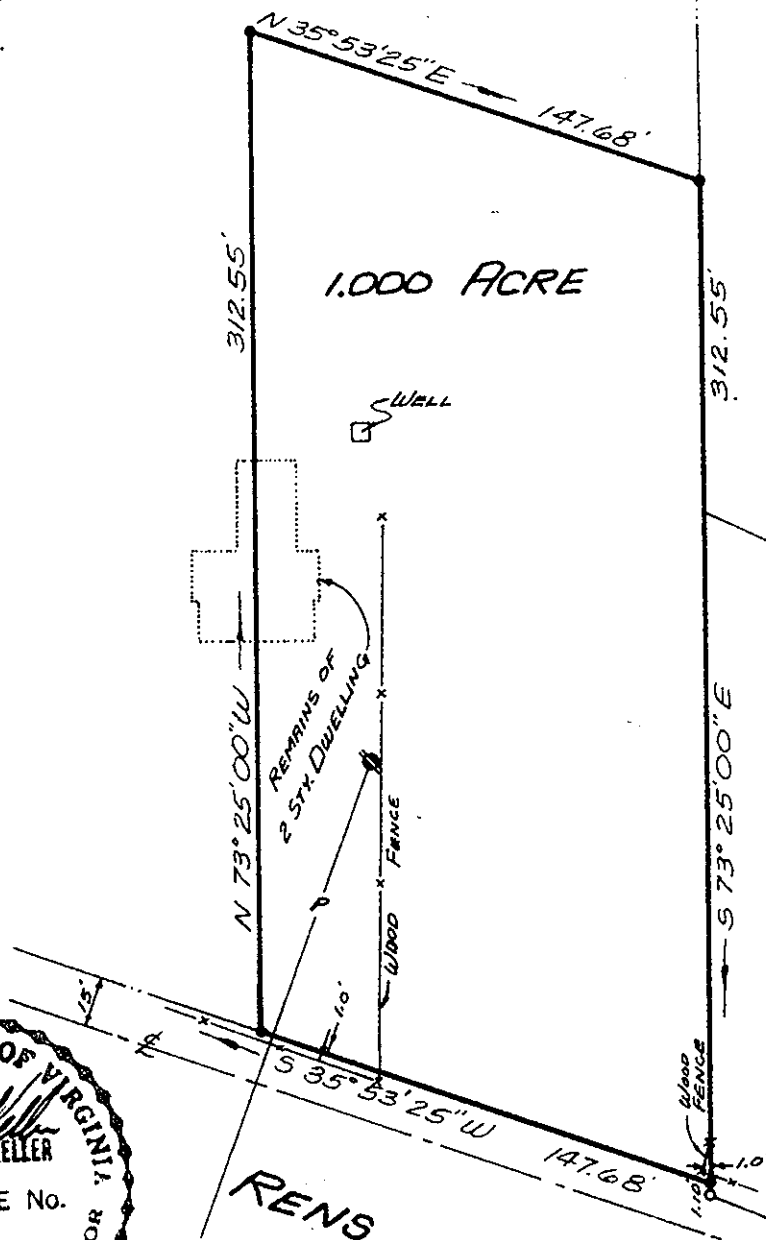 N 35° 53' 25" E 147.68'
312.55'
1.000 ACRE
312.55'
WELL
REMAINS OF
2 STY. DWELLING
N 73° 25' 00" W
P
WOOD FENCE
S 73° 25' 00" E
15'
℄
1.0'
S 35° 53' 25" W 147.68'
WOOD
FENCE
1.0
1.10'
OF VIRGINIA
ELLER
E No.
OR
RENS